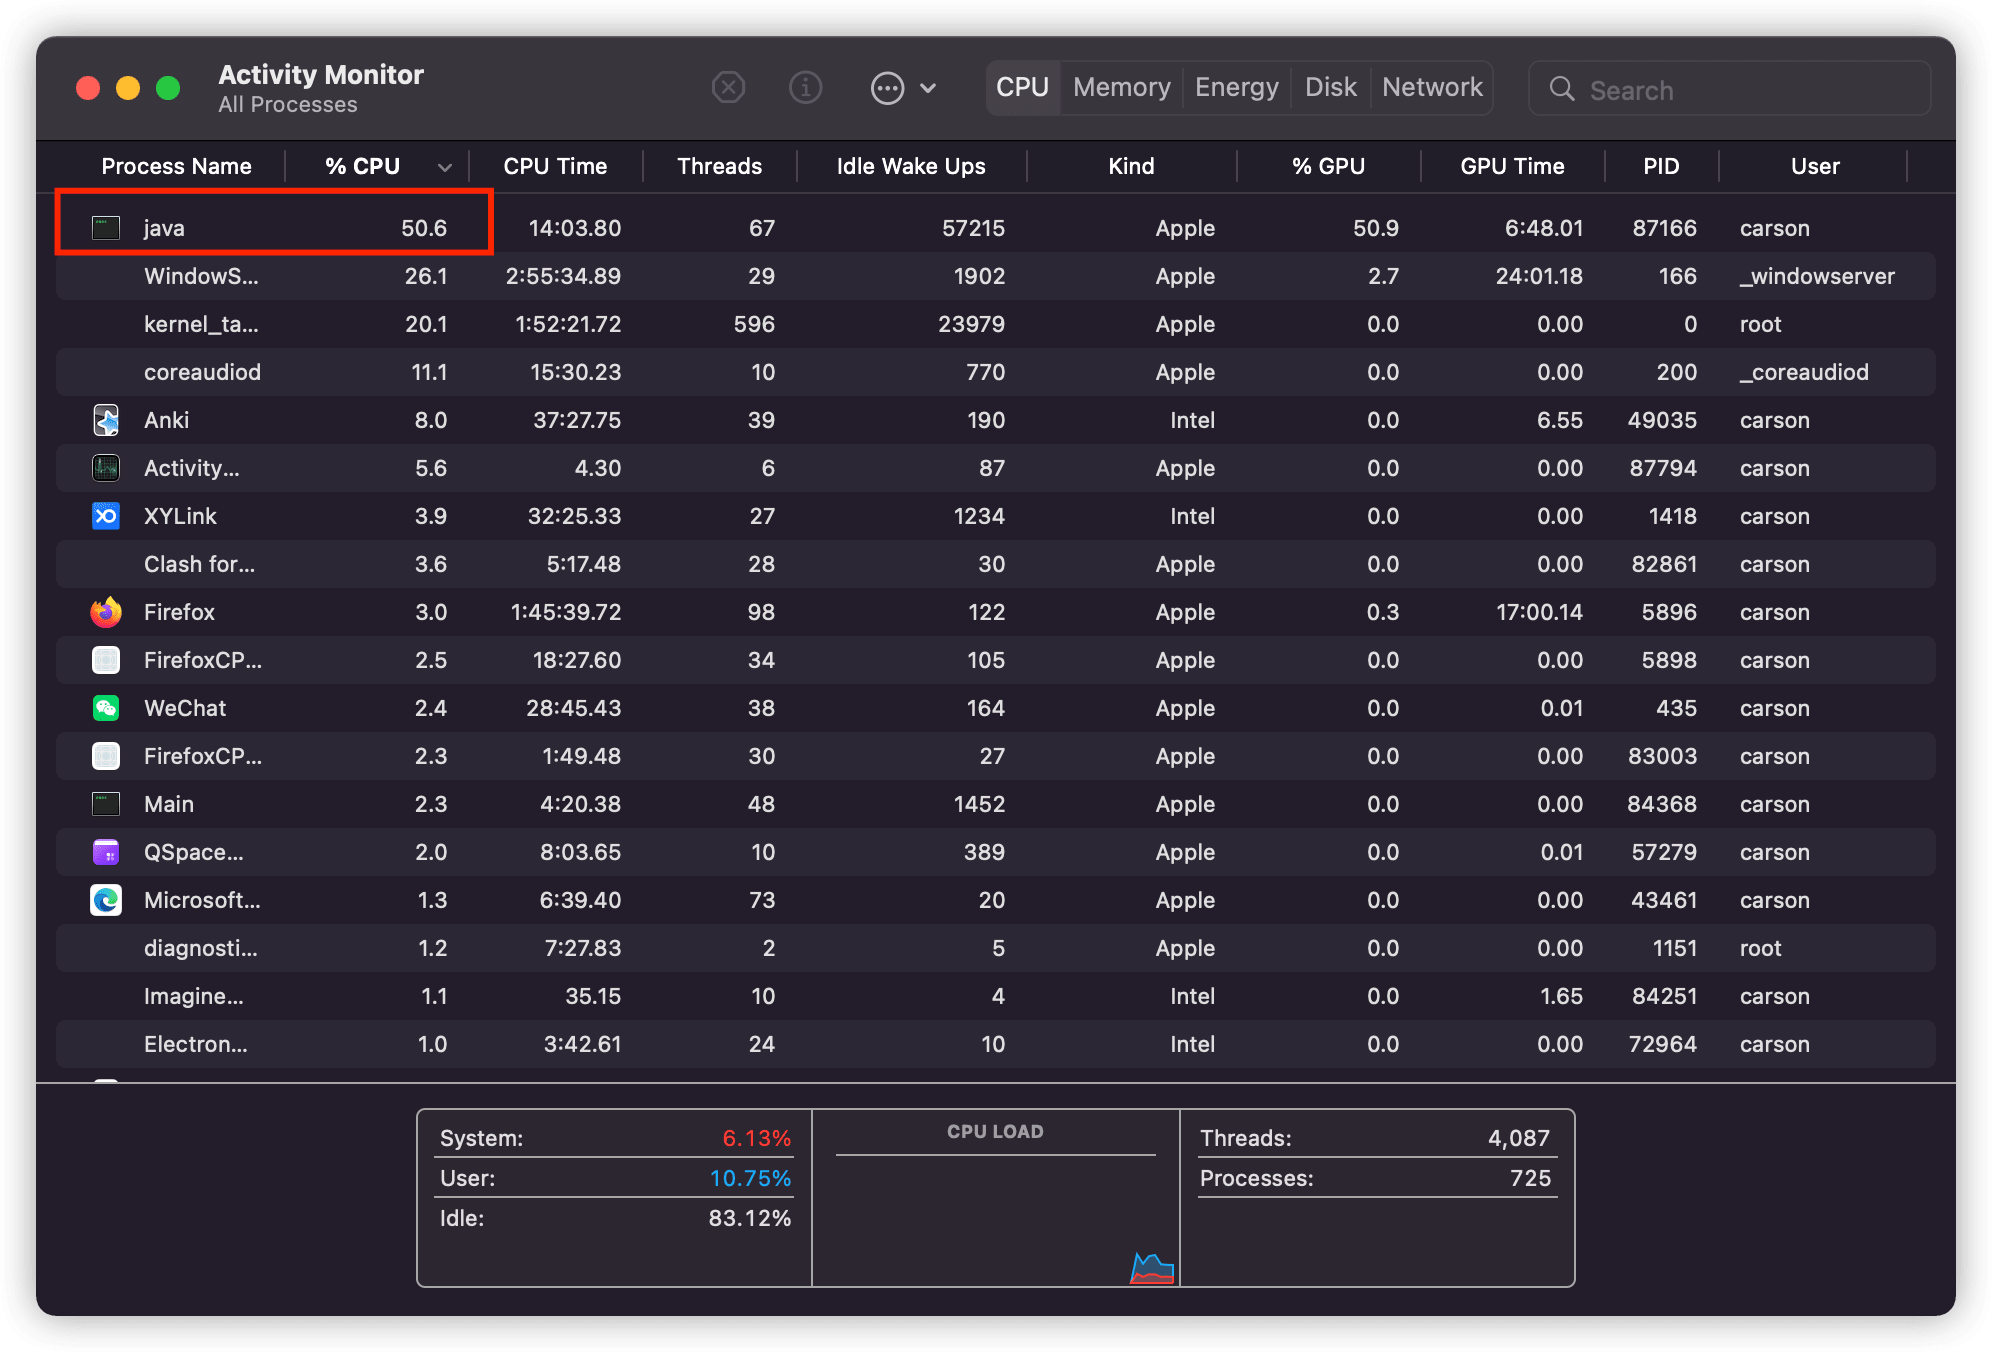 Activity Monitor
All Processes
CPU Memory Energy Disk Network
Search
Process Name % CPU CPU Time Threads Idle Wake Ups Kind % GPU GPU Time PID User
java 50.6 14:03.80 67 57215 Apple 50.9 6:48.01 87166 carson
WindowS... 26.1 2:55:34.89 29 1902 Apple 2.7 24:01.18 166 _windowserver
kernel_ta... 20.1 1:52:21.72 596 23979 Apple 0.0 0.00 0 root
coreaudiod 11.1 15:30.23 10 770 Apple 0.0 0.00 200 _coreaudiod
Anki 8.0 37:27.75 39 190 Intel 0.0 6.55 49035 carson
Activity... 5.6 4.30 6 87 Apple 0.0 0.00 87794 carson
XYLink 3.9 32:25.33 27 1234 Intel 0.0 0.00 1418 carson
Clash for... 3.6 5:17.48 28 30 Apple 0.0 0.00 82861 carson
Firefox 3.0 1:45:39.72 98 122 Apple 0.3 17:00.14 5896 carson
FirefoxCP... 2.5 18:27.60 34 105 Apple 0.0 0.00 5898 carson
WeChat 2.4 28:45.43 38 164 Apple 0.0 0.01 435 carson
FirefoxCP... 2.3 1:49.48 30 27 Apple 0.0 0.00 83003 carson
Main 2.3 4:20.38 48 1452 Apple 0.0 0.00 84368 carson
QSpace... 2.0 8:03.65 10 389 Apple 0.0 0.01 57279 carson
Microsoft... 1.3 6:39.40 73 20 Apple 0.0 0.00 43461 carson
diagnosti... 1.2 7:27.83 2 5 Apple 0.0 0.00 1151 root
Imagine... 1.1 35.15 10 4 Intel 0.0 1.65 84251 carson
Electron... 1.0 3:42.61 24 10 Intel 0.0 0.00 72964 carson
System: 6.13%
User: 10.75%
Idle: 83.12%
CPU LOAD
Threads: 4,087
Processes: 725